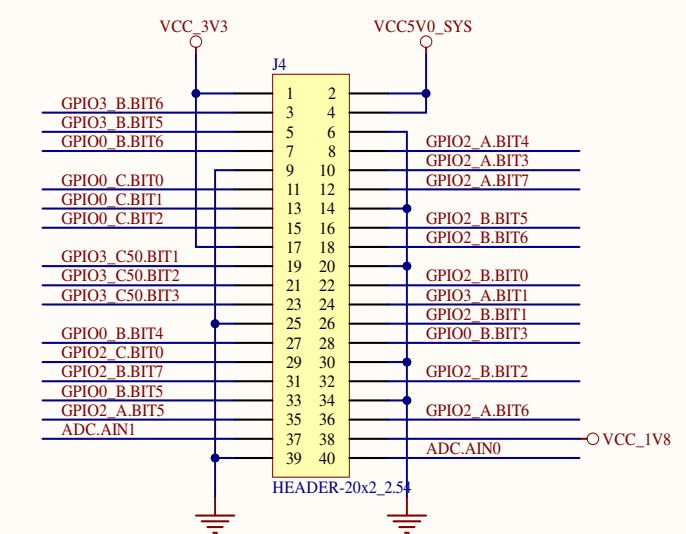 VCC_3V3
VCC5V0_SYS
J4
1 2
GPIO3_B.BIT6 3 4
GPIO3_B.BIT5 5 6
GPIO0_B.BIT6 7 8 GPIO2_A.BIT4
9 10 GPIO2_A.BIT3
GPIO0_C.BIT0 11 12 GPIO2_A.BIT7
GPIO0_C.BIT1 13 14
GPIO0_C.BIT2 15 16 GPIO2_B.BIT5
17 18 GPIO2_B.BIT6
GPIO3_C50.BIT1 19 20
GPIO3_C50.BIT2 21 22 GPIO2_B.BIT0
GPIO3_C50.BIT3 23 24 GPIO3_A.BIT1
25 26 GPIO2_B.BIT1
GPIO0_B.BIT4 27 28 GPIO0_B.BIT3
GPIO2_C.BIT0 29 30
GPIO2_B.BIT7 31 32 GPIO2_B.BIT2
GPIO0_B.BIT5 33 34
GPIO2_A.BIT5 35 36 GPIO2_A.BIT6
ADC.AIN1 37 38 VCC_1V8
39 40 ADC.AIN0
HEADER-20x2_2.54